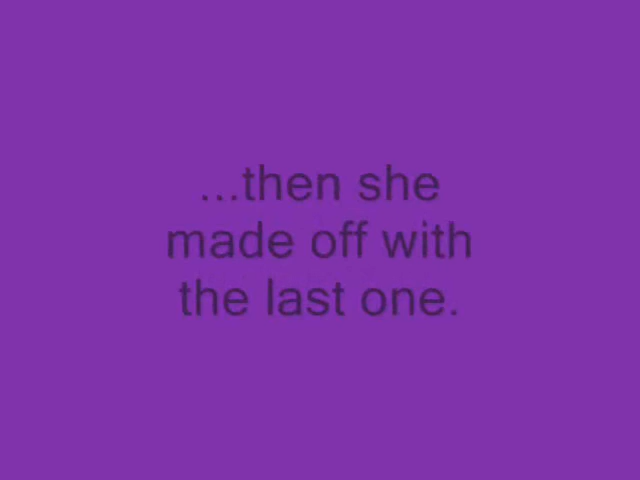 ...then she
made off with
the last one.